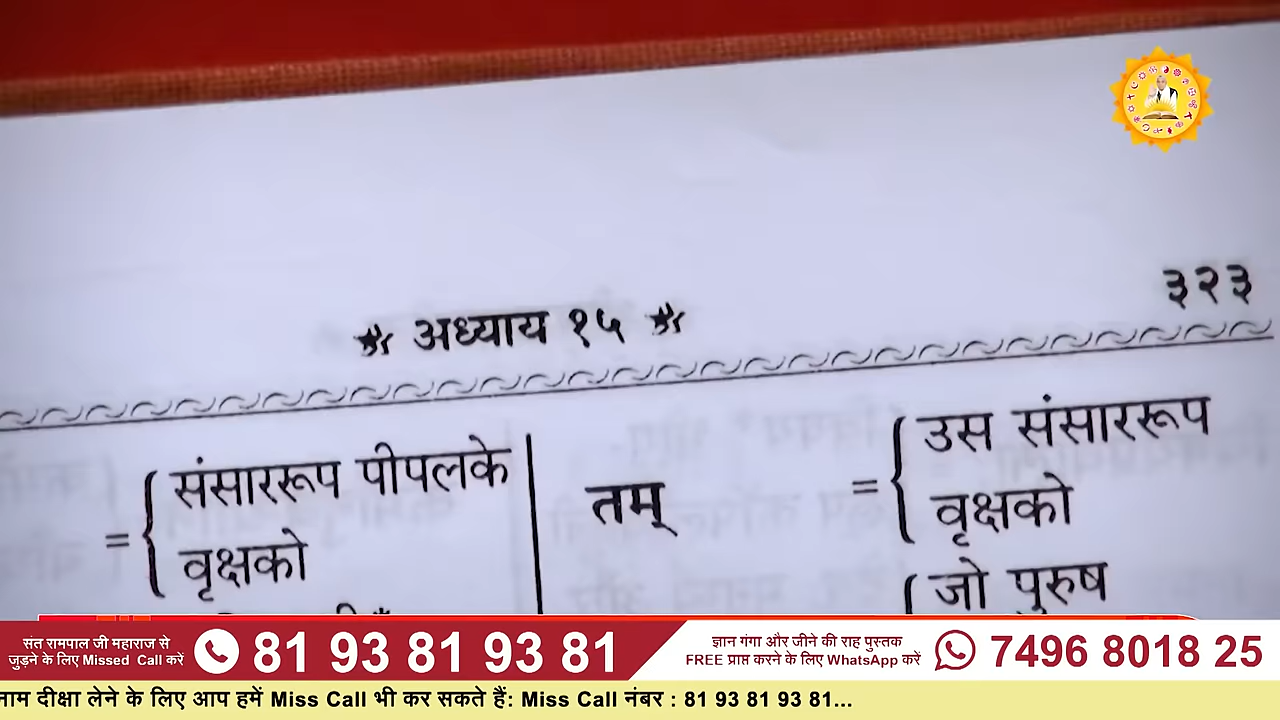 ३२३
* अध्याय १५ *
= { संसाररूप पीपलके
वृक्षको
तम्
= { उस संसाररूप
वृक्षको
{ जो पुरुष
संत रामपाल जी महाराज से
जुड़ने के लिए Missed Call करें
81 93 81 93 81
ज्ञान गंगा और जीने की राह पुस्तक
FREE प्राप्त करने के लिए WhatsApp करें
7496 8018 25
नाम दीक्षा लेने के लिए आप हमें Miss Call भी कर सकते हैं: Miss Call नंबर : 81 93 81 93 81...